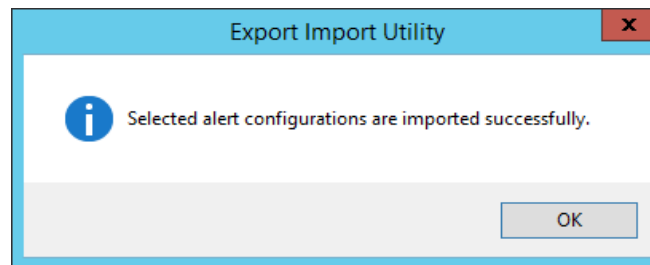 Export Import Utility
Selected alert configurations are imported successfully.
OK